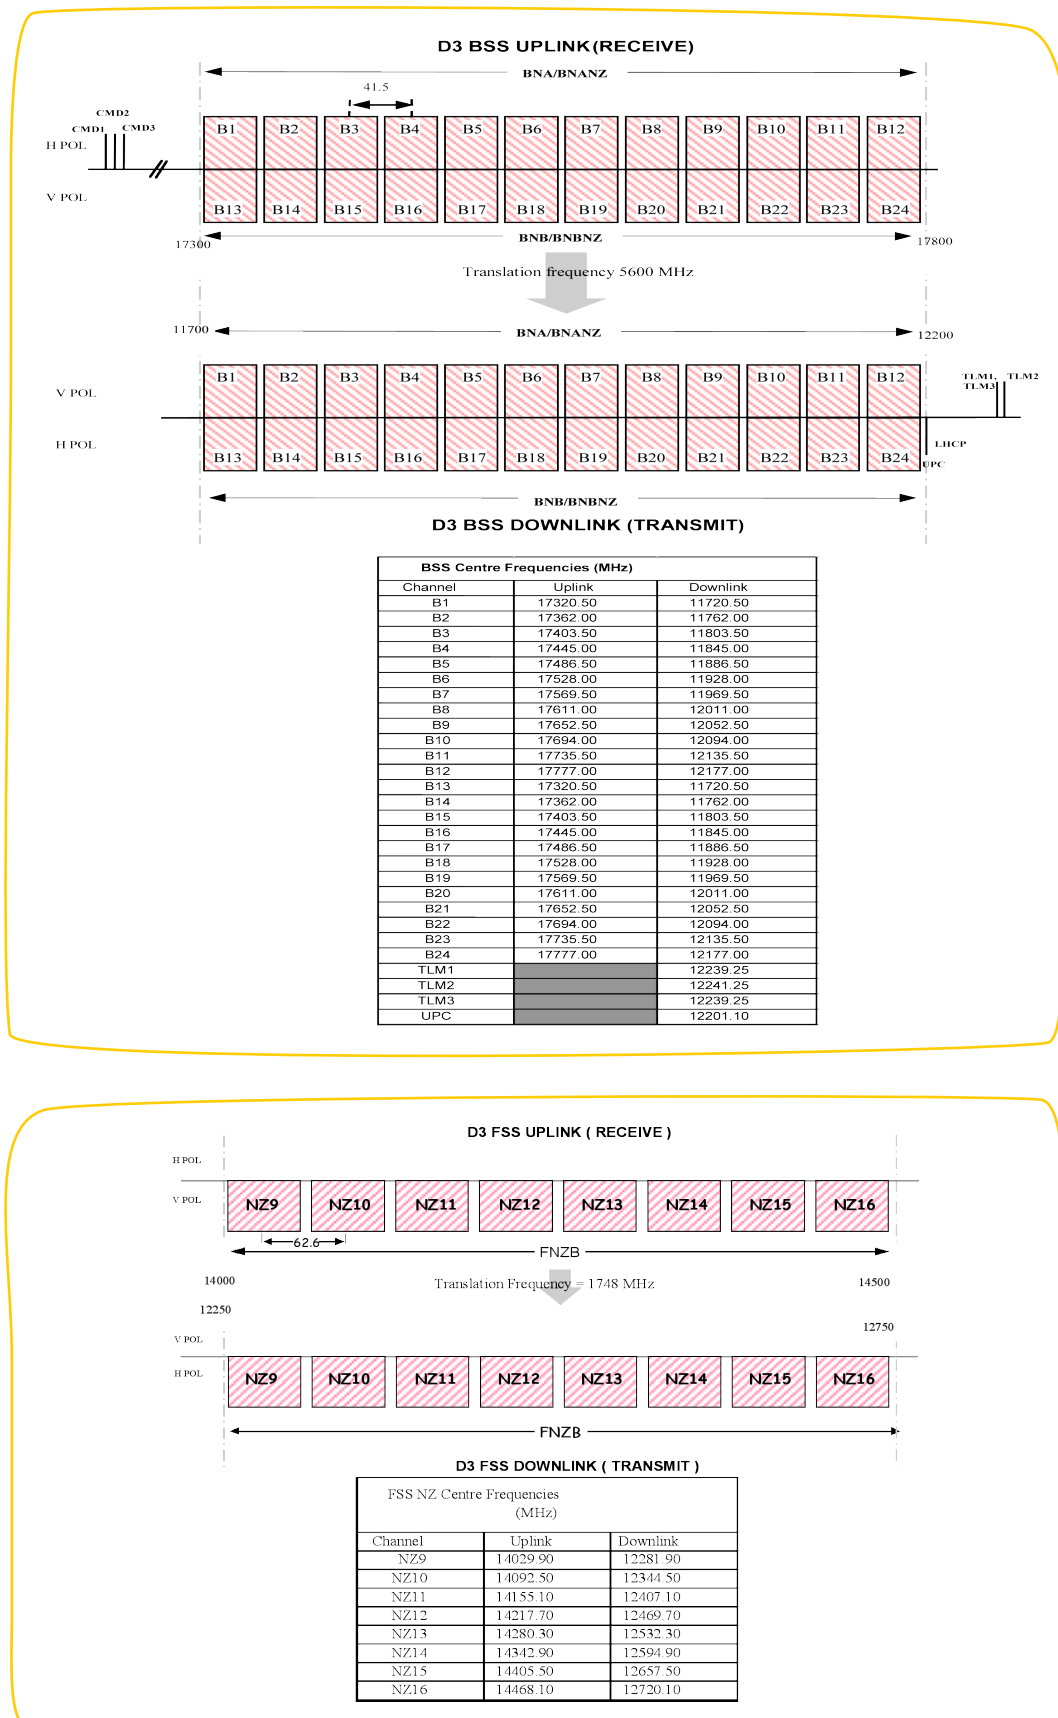 D3 BSS UPLINK(RECEIVE)
BNA/BNANZ
41.5
CMD2
CMD1 CMD3
H POL
B1 B2 B3 B4 B5 B6 B7 B8 B9 B10 B11 B12
V POL
B13 B14 B15 B16 B17 B18 B19 B20 B21 B22 B23 B24
17300 BNB/BNBNZ 17800
Translation frequency 5600 MHz
11700 BNA/BNANZ 12200
B1 B2 B3 B4 B5 B6 B7 B8 B9 B10 B11 B12
TLM1, TLM2
TLM3
V POL
H POL
LHCP
B13 B14 B15 B16 B17 B18 B19 B20 B21 B22 B23 B24
UPC
BNB/BNBNZ
D3 BSS DOWNLINK (TRANSMIT)
BSS Centre Frequencies (MHz)
Channel Uplink Downlink
B1 17320.50 11720.50
B2 17362.00 11762.00
B3 17403.50 11803.50
B4 17445.00 11845.00
B5 17486.50 11886.50
B6 17528.00 11928.00
B7 17569.50 11969.50
B8 17611.00 12011.00
B9 17652.50 12052.50
B10 17694.00 12094.00
B11 17735.50 12135.50
B12 17777.00 12177.00
B13 17320.50 11720.50
B14 17362.00 11762.00
B15 17403.50 11803.50
B16 17445.00 11845.00
B17 17486.50 11886.50
B18 17528.00 11928.00
B19 17569.50 11969.50
B20 17611.00 12011.00
B21 17652.50 12052.50
B22 17694.00 12094.00
B23 17735.50 12135.50
B24 17777.00 12177.00
TLM1 12239.25
TLM2 12241.25
TLM3 12239.25
UPC 12201.10
D3 FSS UPLINK ( RECEIVE )
H POL
V POL
NZ9 NZ10 NZ11 NZ12 NZ13 NZ14 NZ15 NZ16
62.6
FNZB
14000 Translation Frequency = 1748 MHz 14500
12250
12750
V POL
H POL
NZ9 NZ10 NZ11 NZ12 NZ13 NZ14 NZ15 NZ16
FNZB
D3 FSS DOWNLINK ( TRANSMIT )
FSS NZ Centre Frequencies
(MHz)
Channel Uplink Downlink
NZ9 14029.90 12281.90
NZ10 14092.50 12344.50
NZ11 14155.10 12407.10
NZ12 14217.70 12469.70
NZ13 14280.30 12532.30
NZ14 14342.90 12594.90
NZ15 14405.50 12657.50
NZ16 14468.10 12720.10